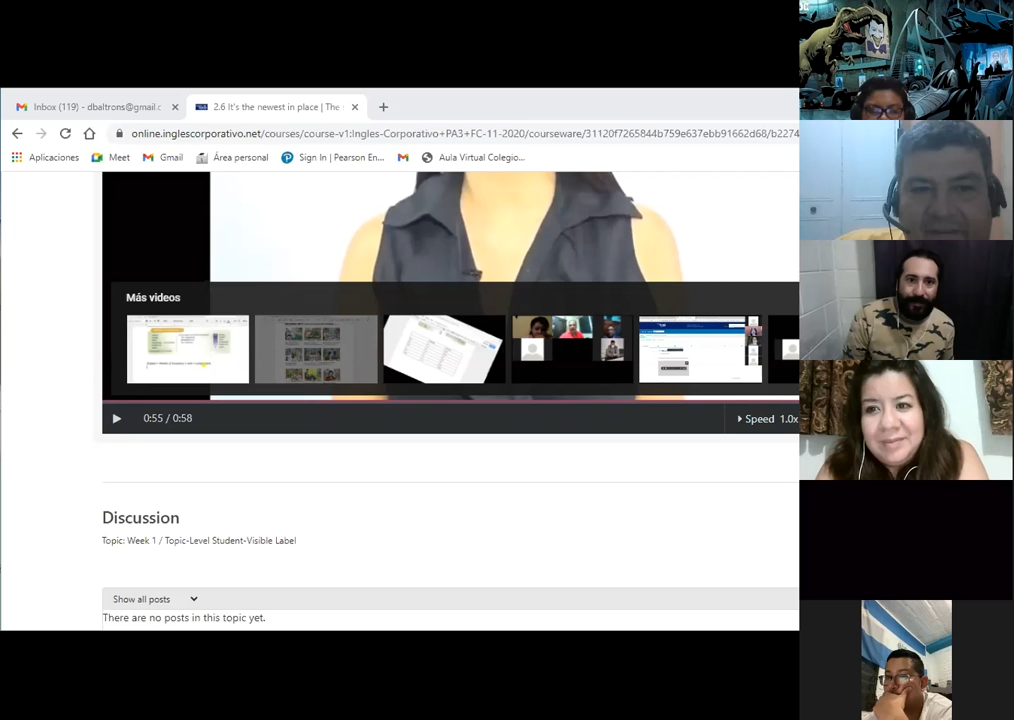 Inbox (119) - dbaltrons@gmail.c
2.6 It's the newest in place | The
online.inglescorporativo.net/courses/course-v1:Ingles-Corporativo+PA3+FC-11-2020/courseware/31120f7265844b759e637ebb91662d68/b2274
Aplicaciones Meet Gmail Área personal Sign In | Pearson En... Aula Virtual Colegio...
Más videos
0:55 / 0:58 Speed 1.0x
Discussion
Topic: Week 1 / Topic-Level Student-Visible Label
Show all posts
There are no posts in this topic yet.